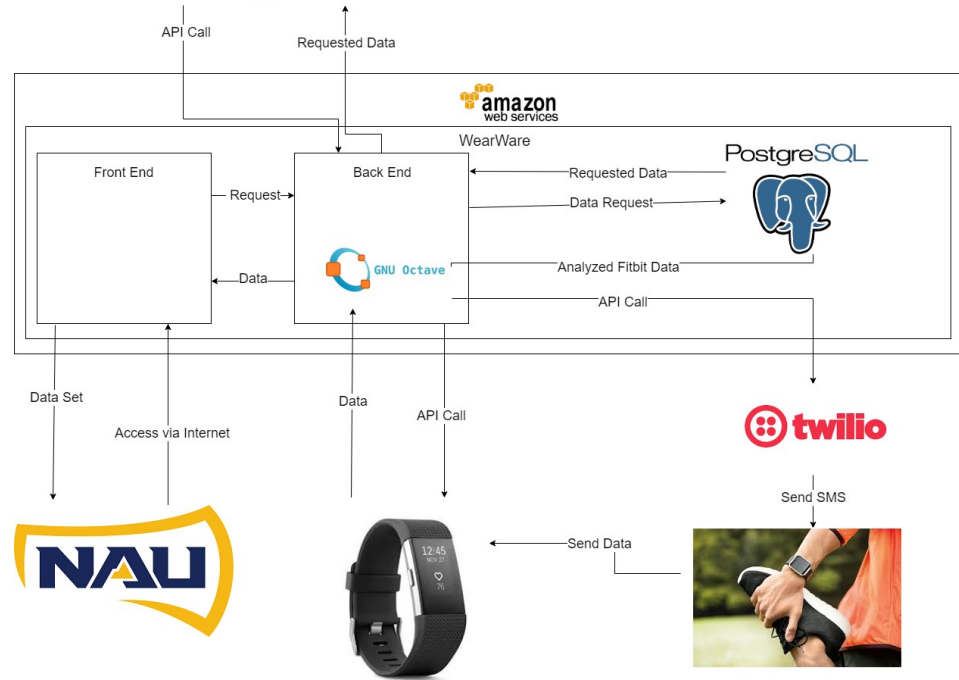 API Call
Requested Data
amazon
web services
WearWare
Front End
Back End
PostgreSQL
Request
Requested Data
Data Request
GNU Octave
Analyzed Fitbit Data
Data
API Call
Data Set
Access via Internet
Data
API Call
twilio
Send SMS
NAU
12:45
NOV 22
76
Send Data